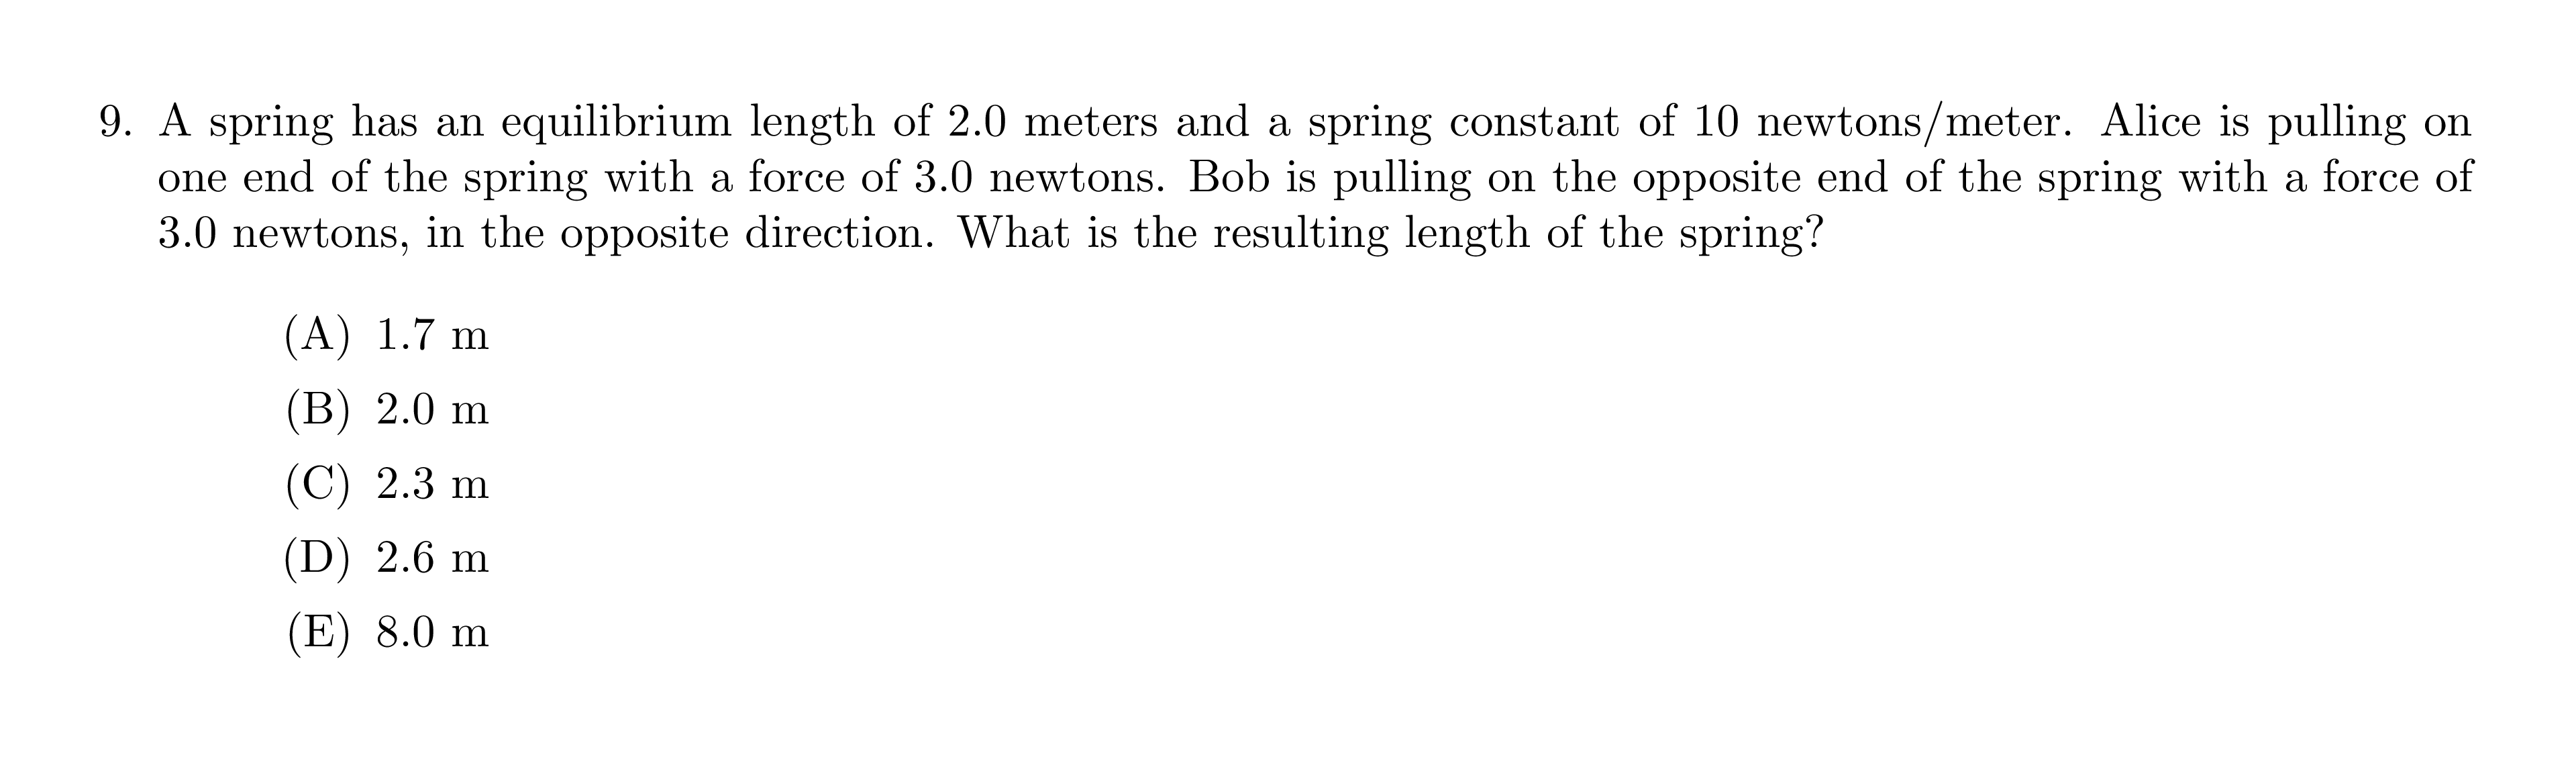 9. A spring has an equilibrium length of 2.0 meters and a spring constant of 10 newtons/meter. Alice is pulling on
one end of the spring with a force of 3.0 newtons. Bob is pulling on the opposite end of the spring with a force of
3.0 newtons, in the opposite direction. What is the resulting length of the spring?
(A) 1.7 m
(B) 2.0 m
(C) 2.3 m
(D) 2.6 m
(E) 8.0 m